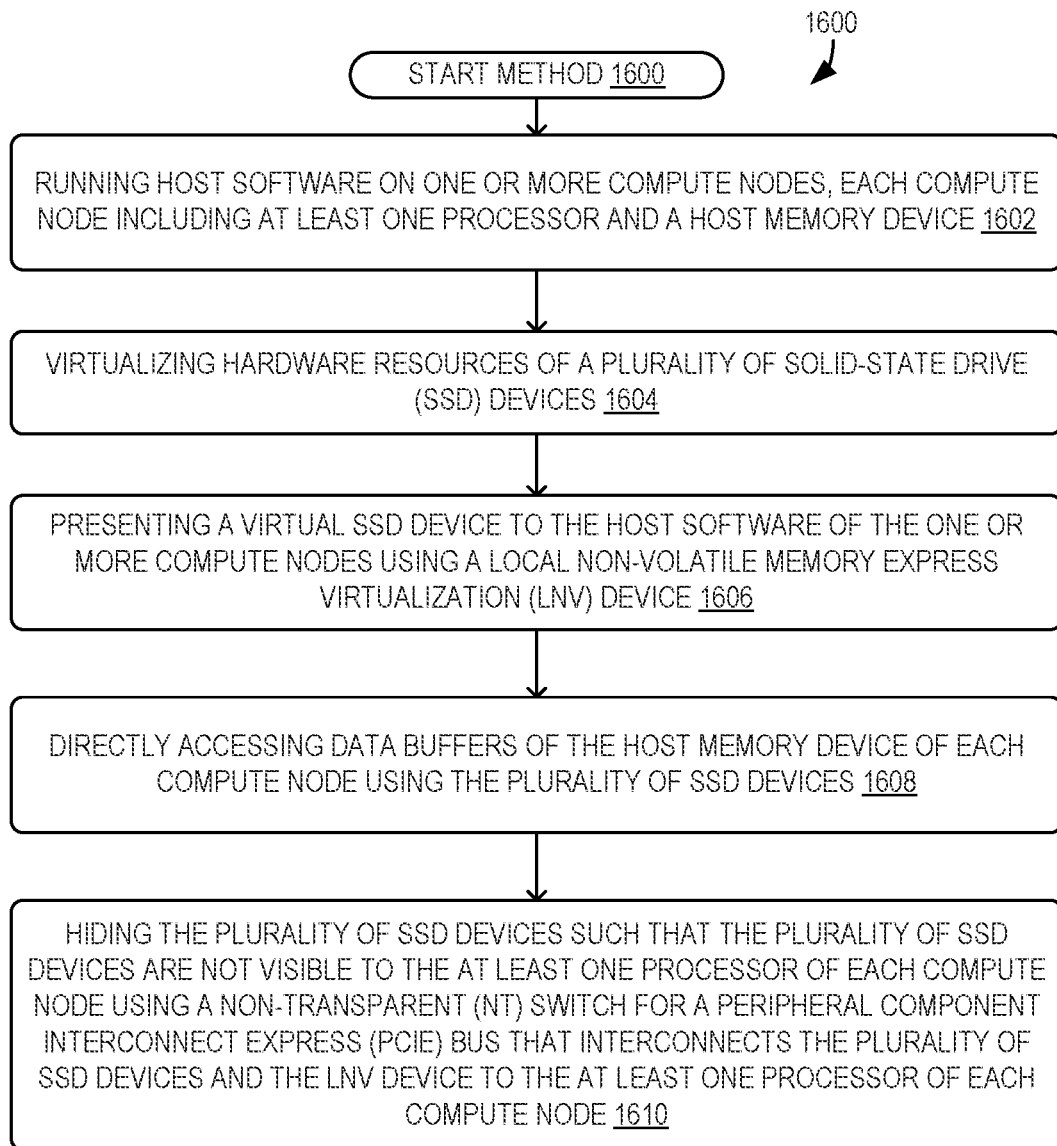 1600
START METHOD 1600
RUNNING HOST SOFTWARE ON ONE OR MORE COMPUTE NODES, EACH COMPUTE
NODE INCLUDING AT LEAST ONE PROCESSOR AND A HOST MEMORY DEVICE 1602
VIRTUALIZING HARDWARE RESOURCES OF A PLURALITY OF SOLID-STATE DRIVE
(SSD) DEVICES 1604
PRESENTING A VIRTUAL SSD DEVICE TO THE HOST SOFTWARE OF THE ONE OR
MORE COMPUTE NODES USING A LOCAL NON-VOLATILE MEMORY EXPRESS
VIRTUALIZATION (LNV) DEVICE 1606
DIRECTLY ACCESSING DATA BUFFERS OF THE HOST MEMORY DEVICE OF EACH
COMPUTE NODE USING THE PLURALITY OF SSD DEVICES 1608
HIDING THE PLURALITY OF SSD DEVICES SUCH THAT THE PLURALITY OF SSD
DEVICES ARE NOT VISIBLE TO THE AT LEAST ONE PROCESSOR OF EACH COMPUTE
NODE USING A NON-TRANSPARENT (NT) SWITCH FOR A PERIPHERAL COMPONENT
INTERCONNECT EXPRESS (PCIE) BUS THAT INTERCONNECTS THE PLURALITY OF
SSD DEVICES AND THE LNV DEVICE TO THE AT LEAST ONE PROCESSOR OF EACH
COMPUTE NODE 1610